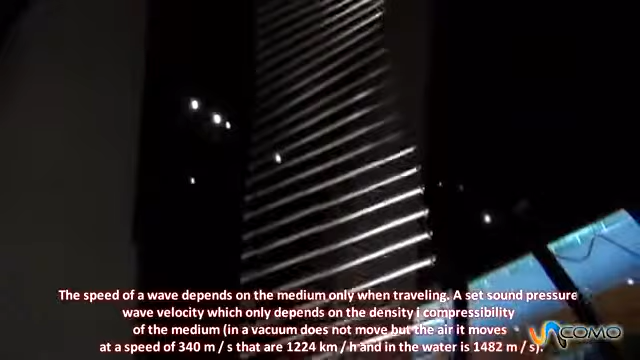 The speed of a wave depends on the medium only when traveling. A set sound pressure
wave velocity which only depends on the density i compressibility
of the medium (in a vacuum does not move but the air it moves
at a speed of 340 m / s that are 1224 km / h and in the water is 1482 m / s),
COMO